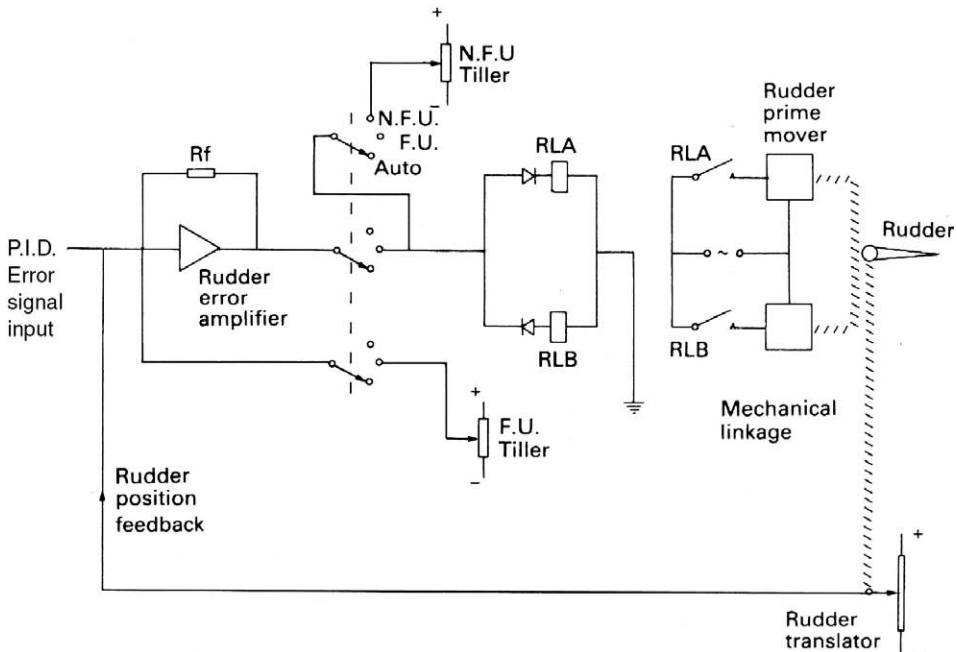 +
N.F.U
Tiller
−
N.F.U.
F.U.
Auto
Rf
P.I.D.
Error
signal
input
Rudder
error
amplifier
RLA
RLB
Rudder
prime
mover
RLA
~
RLB
Rudder
Mechanical
linkage
+
F.U.
Tiller
−
Rudder
position
feedback
+
Rudder
translator
−